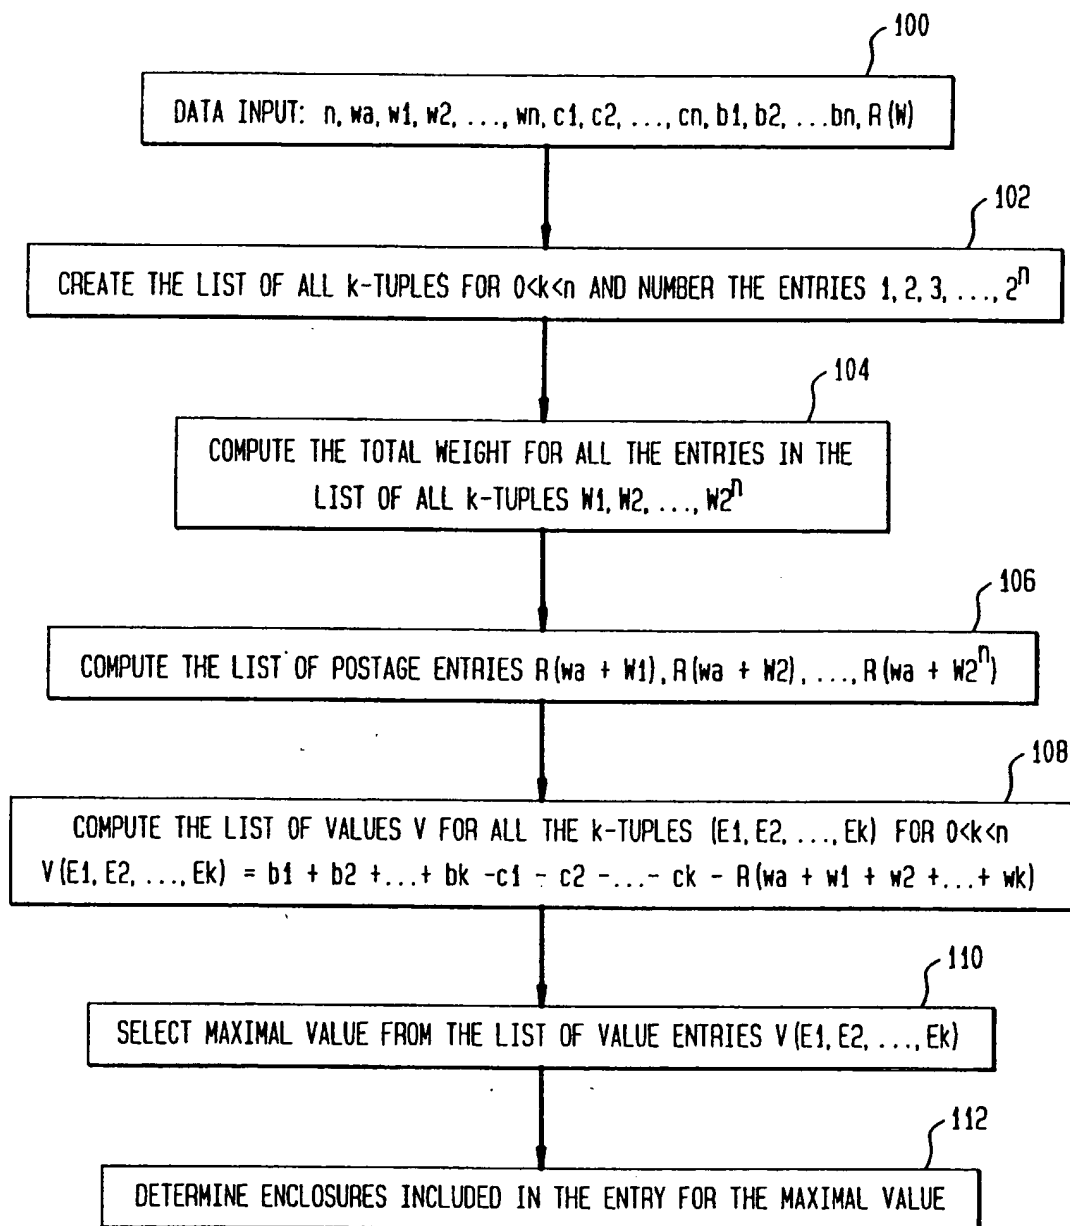 100
DATA INPUT: n, wa, w1, w2, ..., wn, c1, c2, ..., cn, b1, b2, ...bn, R(W)
102
CREATE THE LIST OF ALL k-TUPLES FOR 0<k<n AND NUMBER THE ENTRIES 1, 2, 3, ..., 2^n
104
COMPUTE THE TOTAL WEIGHT FOR ALL THE ENTRIES IN THE
LIST OF ALL k-TUPLES W1, W2, ..., W2^n
106
COMPUTE THE LIST OF POSTAGE ENTRIES R(wa + W1), R(wa + W2), ..., R(wa + W2^n)
108
COMPUTE THE LIST OF VALUES V FOR ALL THE k-TUPLES (E1, E2, ..., Ek) FOR 0<k<n
V(E1, E2, ..., Ek) = b1 + b2 +...+ bk -c1 - c2 -...- ck - R(wa + w1 + w2 +...+ wk)
110
SELECT MAXIMAL VALUE FROM THE LIST OF VALUE ENTRIES V(E1, E2, ..., Ek)
112
DETERMINE ENCLOSURES INCLUDED IN THE ENTRY FOR THE MAXIMAL VALUE